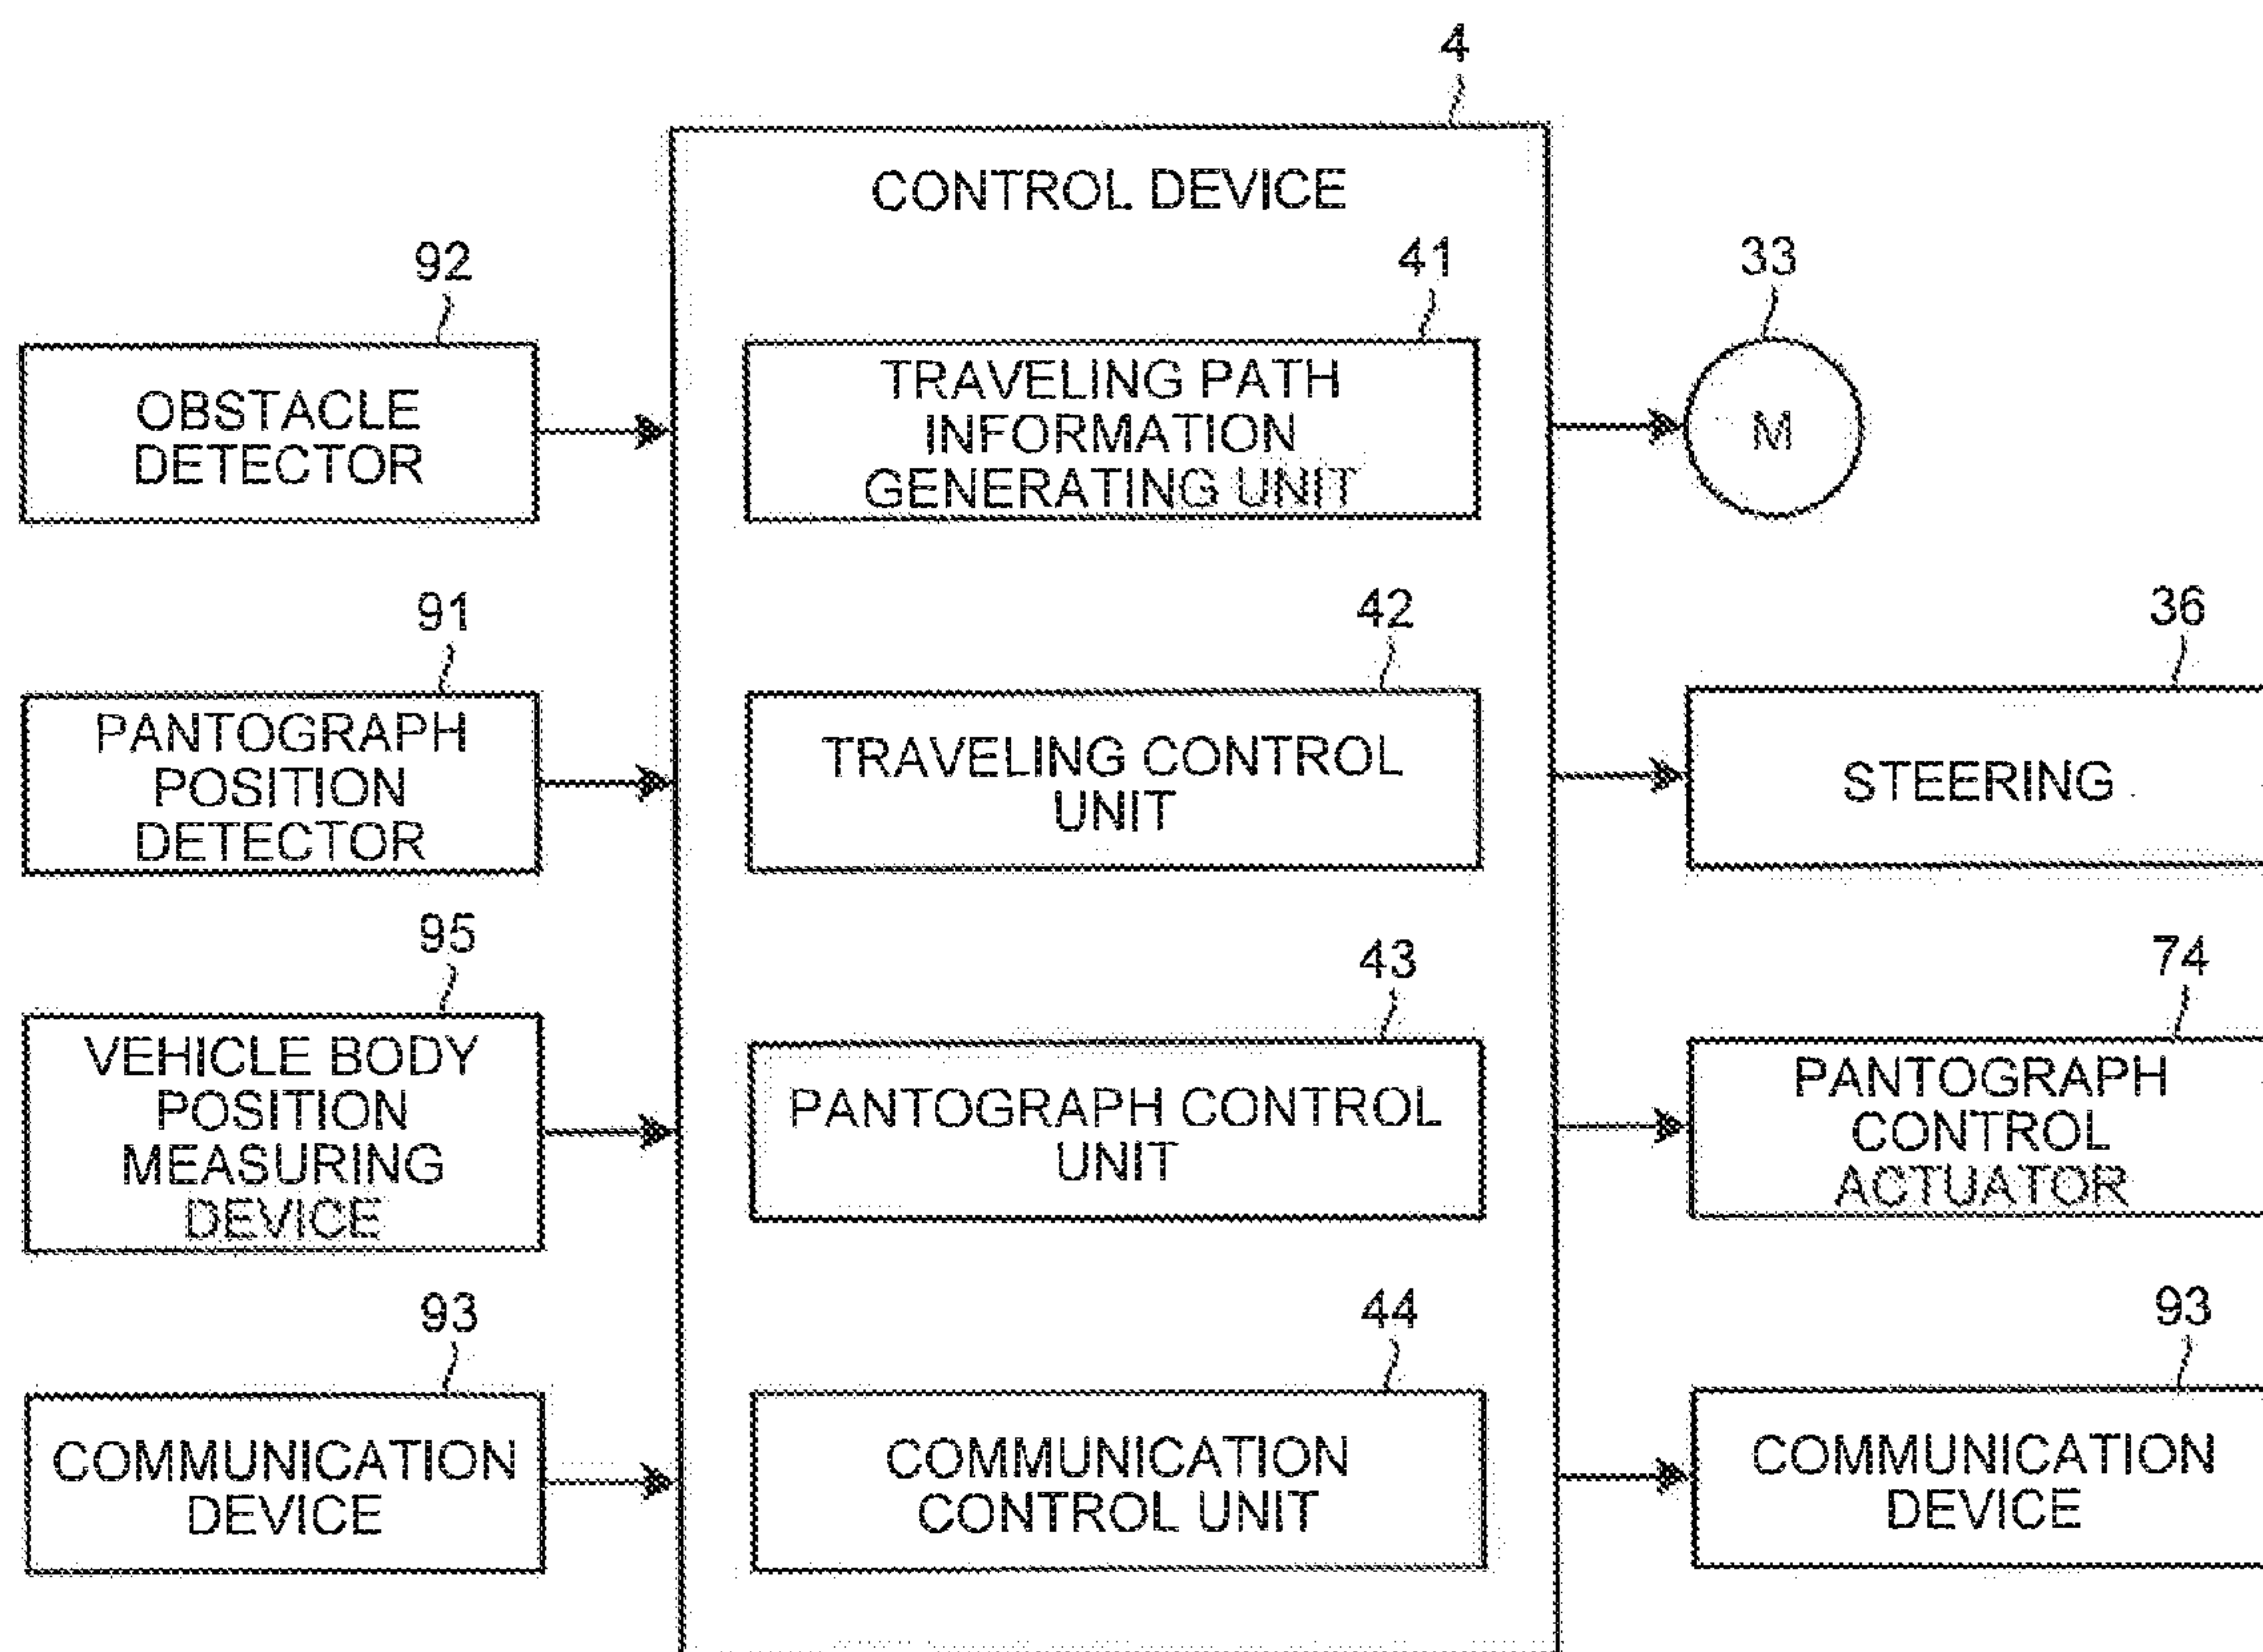 4
CONTROL DEVICE
92
OBSTACLE
DETECTOR
41
TRAVELING PATH
INFORMATION
GENERATING UNIT
33
M
91
PANTOGRAPH
POSITION
DETECTOR
42
TRAVELING CONTROL
UNIT
36
STEERING
95
VEHICLE BODY
POSITION
MEASURING
DEVICE
43
PANTOGRAPH CONTROL
UNIT
74
PANTOGRAPH
CONTROL
ACTUATOR
93
COMMUNICATION
DEVICE
44
COMMUNICATION
CONTROL UNIT
93
COMMUNICATION
DEVICE